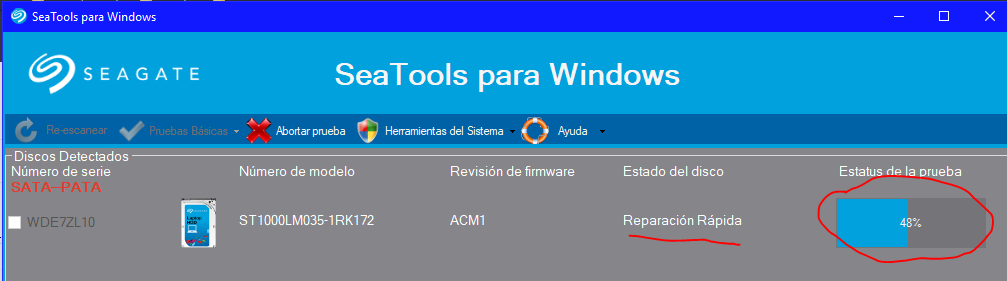 SeaTools para Windows
SEAGATE
SeaTools para Windows
Re-escanear Pruebas Básicas Abortar prueba Herramientas del Sistema Ayuda
Discos Detectados
Número de serie Número de modelo Revisión de firmware Estado del disco Estatus de la prueba
SATA--PATA
WDE7ZL10 ST1000LM035-1RK172 ACM1 Reparación Rápida 48%